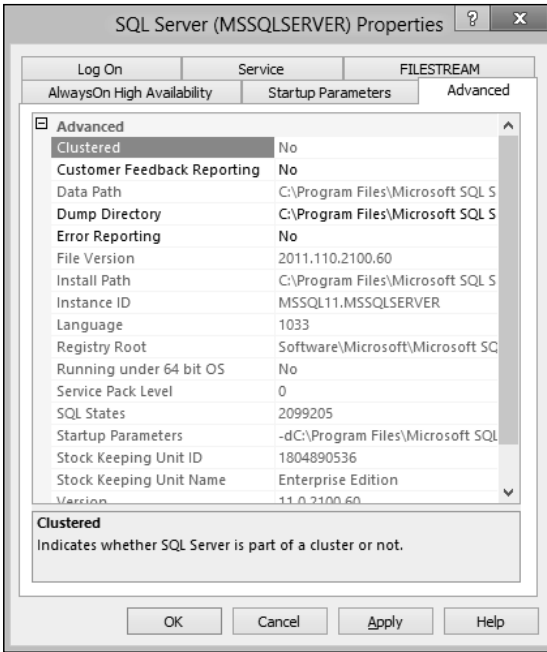 SQL Server (MSSQLSERVER) Properties ? x
Log On Service FILESTREAM
AlwaysOn High Availability Startup Parameters Advanced
Advanced
Clustered No
Customer Feedback Reporting No
Data Path C:\Program Files\Microsoft SQL S
Dump Directory C:\Program Files\Microsoft SQL S
Error Reporting No
File Version 2011.110.2100.60
Install Path C:\Program Files\Microsoft SQL S
Instance ID MSSQL11.MSSQLSERVER
Language 1033
Registry Root Software\Microsoft\Microsoft SQ
Running under 64 bit OS No
Service Pack Level 0
SQL States 2099205
Startup Parameters -dC:\Program Files\Microsoft SQL
Stock Keeping Unit ID 1804890536
Stock Keeping Unit Name Enterprise Edition
Version 11.0.2100.60
Clustered
Indicates whether SQL Server is part of a cluster or not.
OK Cancel Apply Help